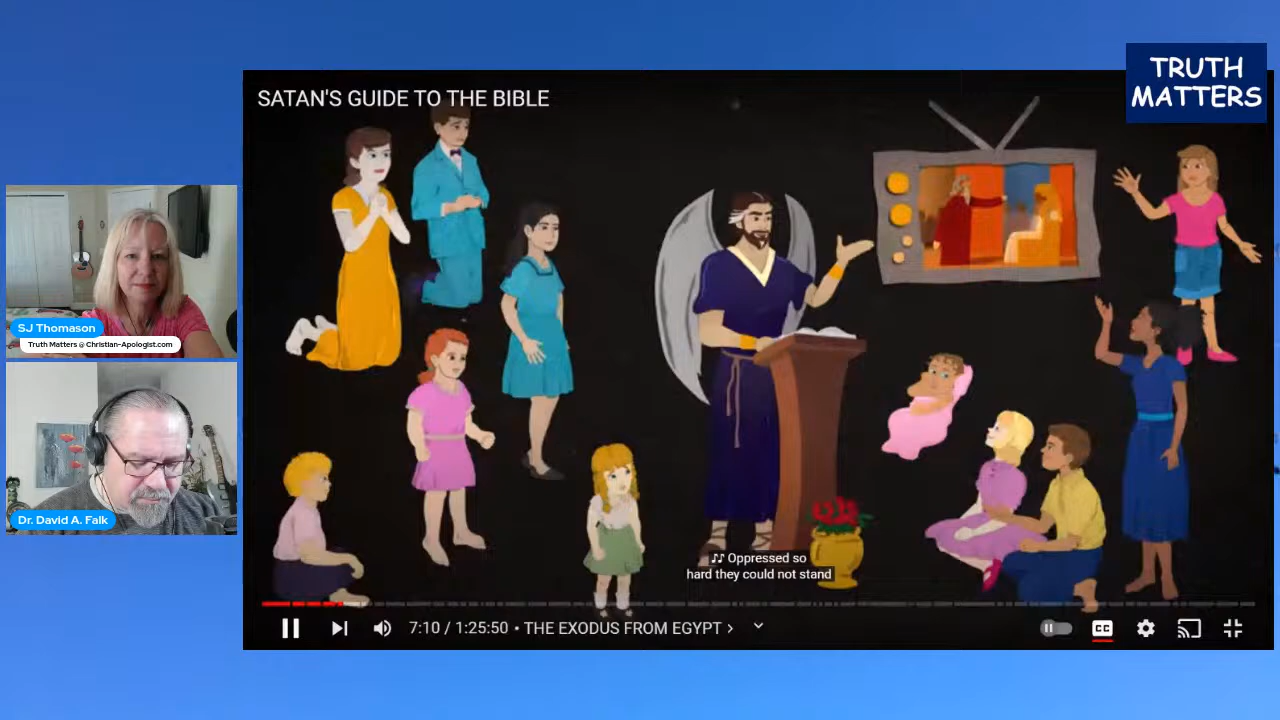 TRUTH
MATTERS
SATAN'S GUIDE TO THE BIBLE
SJ Thomason
Truth Matters @ Christian-Apologist.com
Dr. David A. Falk
♪♪ Oppressed so
hard they could not stand
7:10 / 1:25:50 • THE EXODUS FROM EGYPT ›
CC